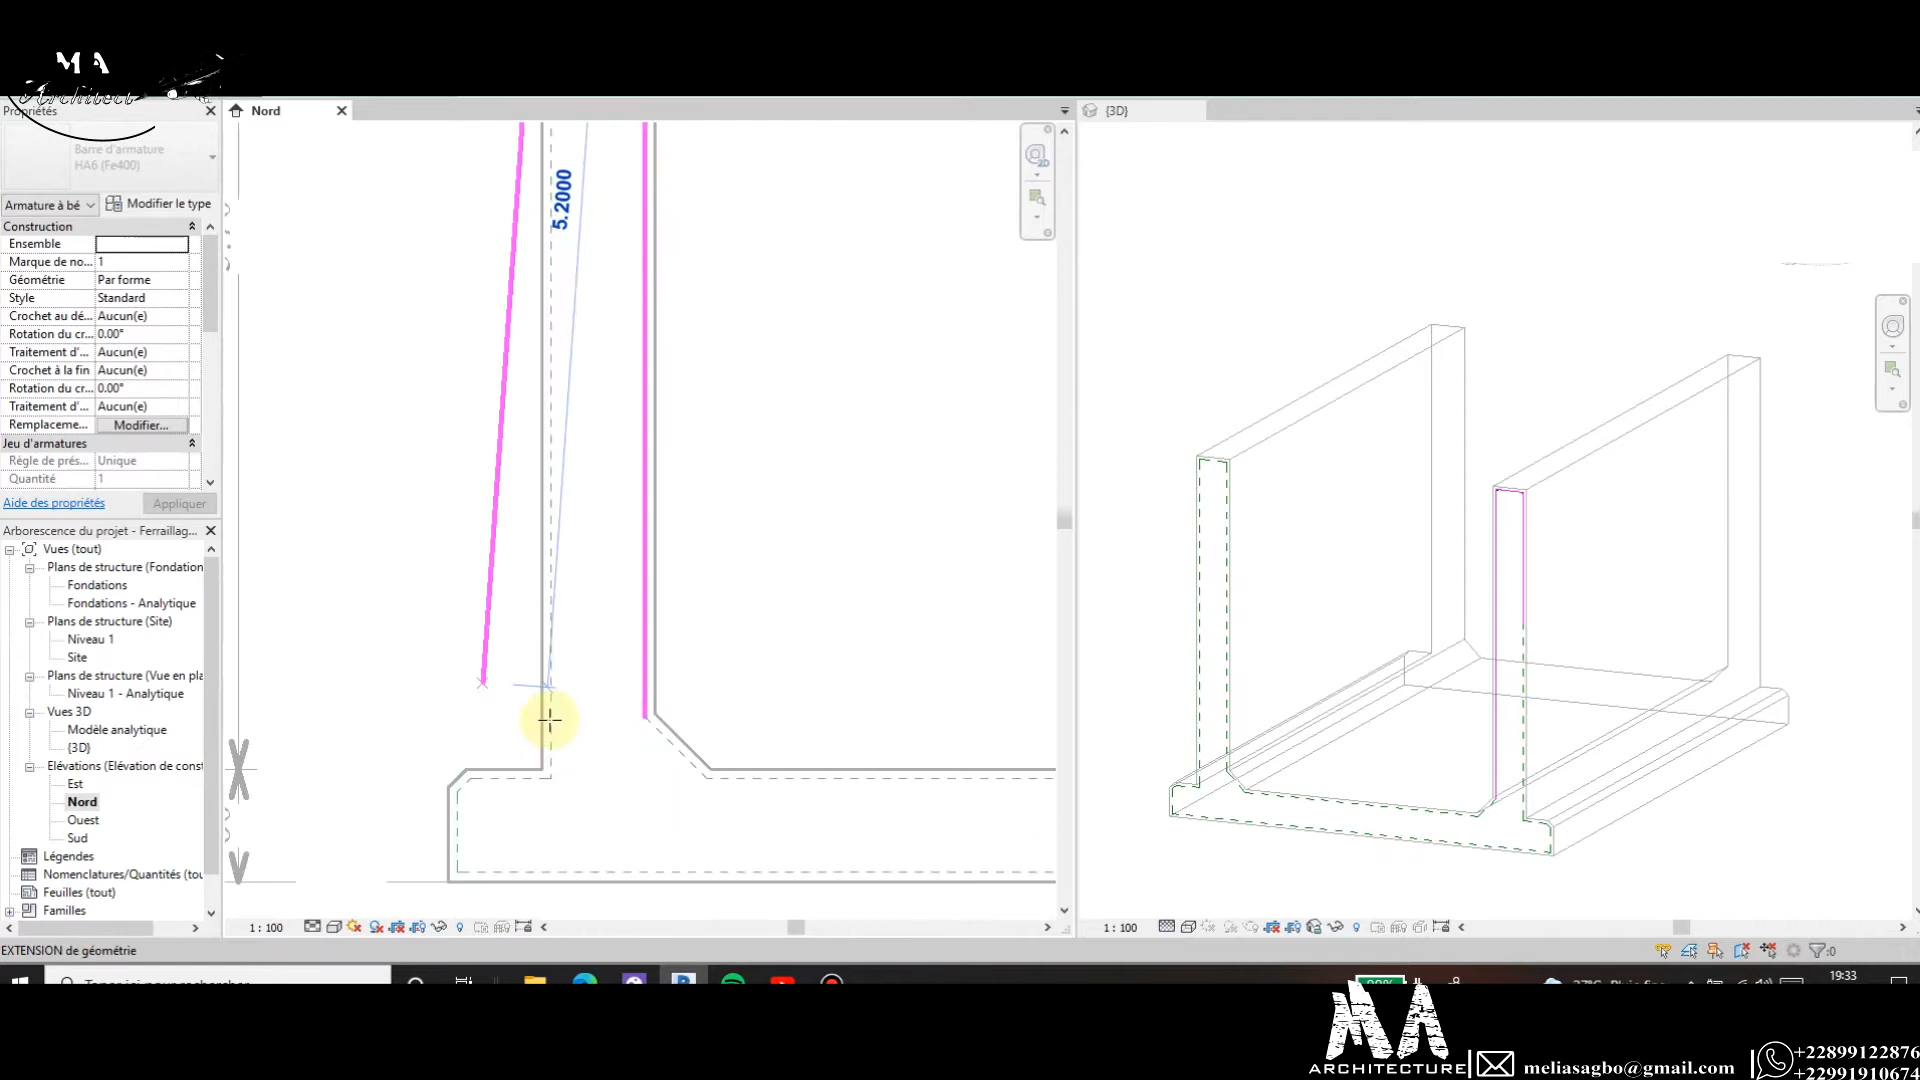 MA
Architect
Propriétés
Barre d'armature
HA6 (Fe400)
Armature à bé
Modifier le type
Construction
Ensemble
Marque de no... 1
Géométrie Par forme
Style Standard
Crochet au dé... Aucun(e)
Rotation du cr... 0.00°
Traitement d'... Aucun(e)
Crochet à la fin Aucun(e)
Rotation du cr... 0.00°
Traitement d'... Aucun(e)
Remplaceme... Modifier...
Jeu d'armatures
Règle de prés... Unique
Quantité 1
Aide des propriétés Appliquer
Arborescence du projet - Ferraillag...
Vues (tout)
Plans de structure (Fondation
Fondations
Fondations - Analytique
Plans de structure (Site)
Niveau 1
Site
Plans de structure (Vue en pla
Niveau 1 - Analytique
Vues 3D
Modèle analytique
{3D}
Elévations (Elévation de const
Est
Nord
Ouest
Sud
Légendes
Nomenclatures/Quantités (tou
Feuilles (tout)
Familles
Nord
5.2000
2D
1 : 100
{3D}
1 : 100
EXTENSION de géométrie
:0
19:33
MA
ARCHITECTURE
meliasagbo@gmail.com
+22899122876
+22991910674